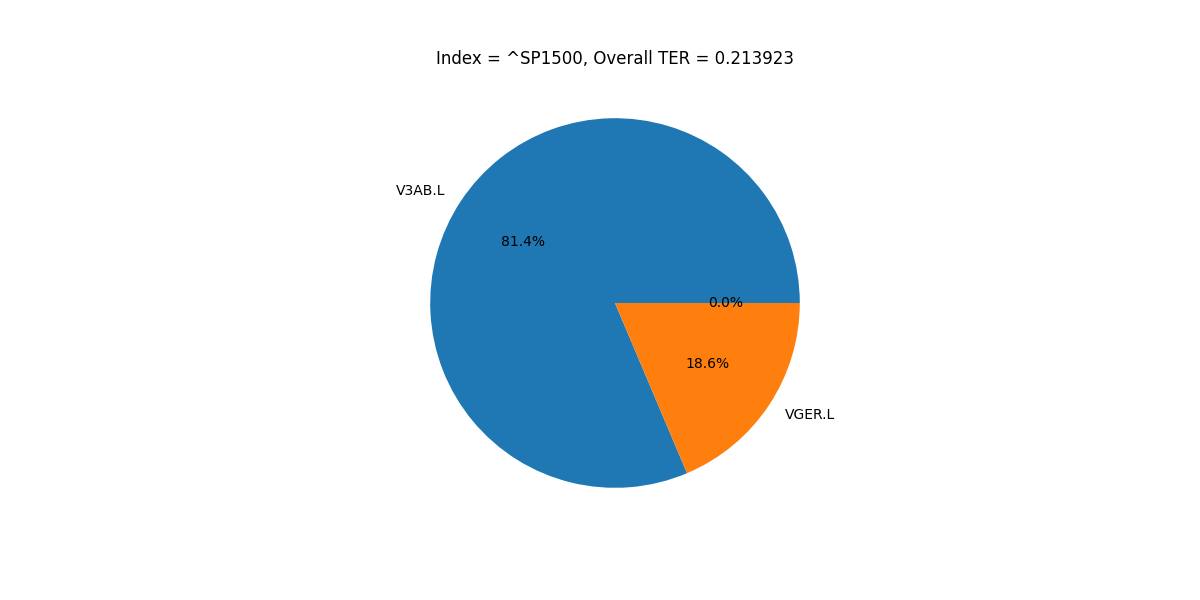 Index = ^SP1500, Overall TER = 0.213923
V3AB.L
81.4%
0.0%
18.6%
VGER.L